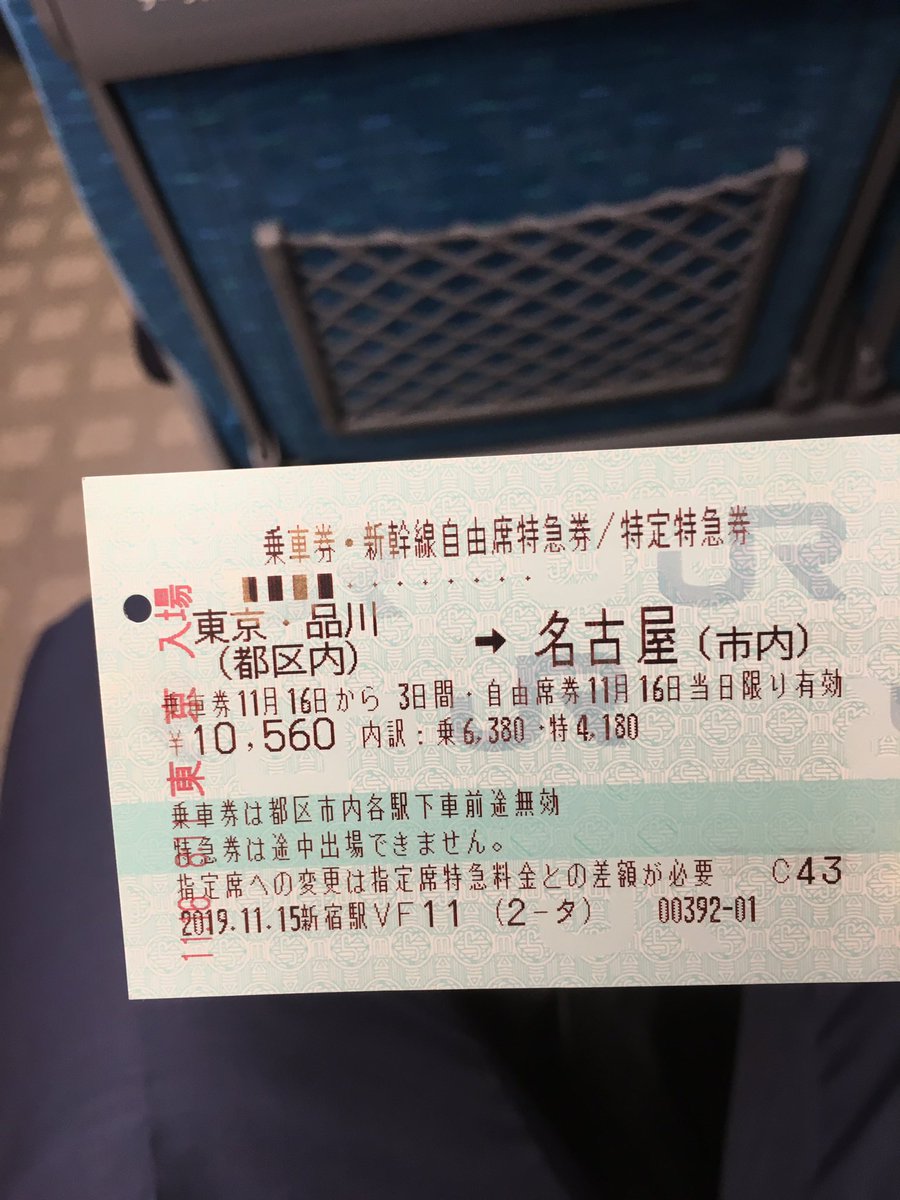 乗車券・新幹線自由席特急券/特定特急券
東京・品川
(都区内)
➡ 名古屋(市内)
乗車券11月16日から 3日間・自由席券11月16日当日限り有効
¥10,560 内訳:乗6,380・特4,180
乗車券は都区市内各駅下車前途無効
特急券は途中出場できません。
指定席への変更は指定席特急料金との差額が必要 C43
2019.11.15新宿駅VF11 (2-タ) 00392-01
東 入場
JR